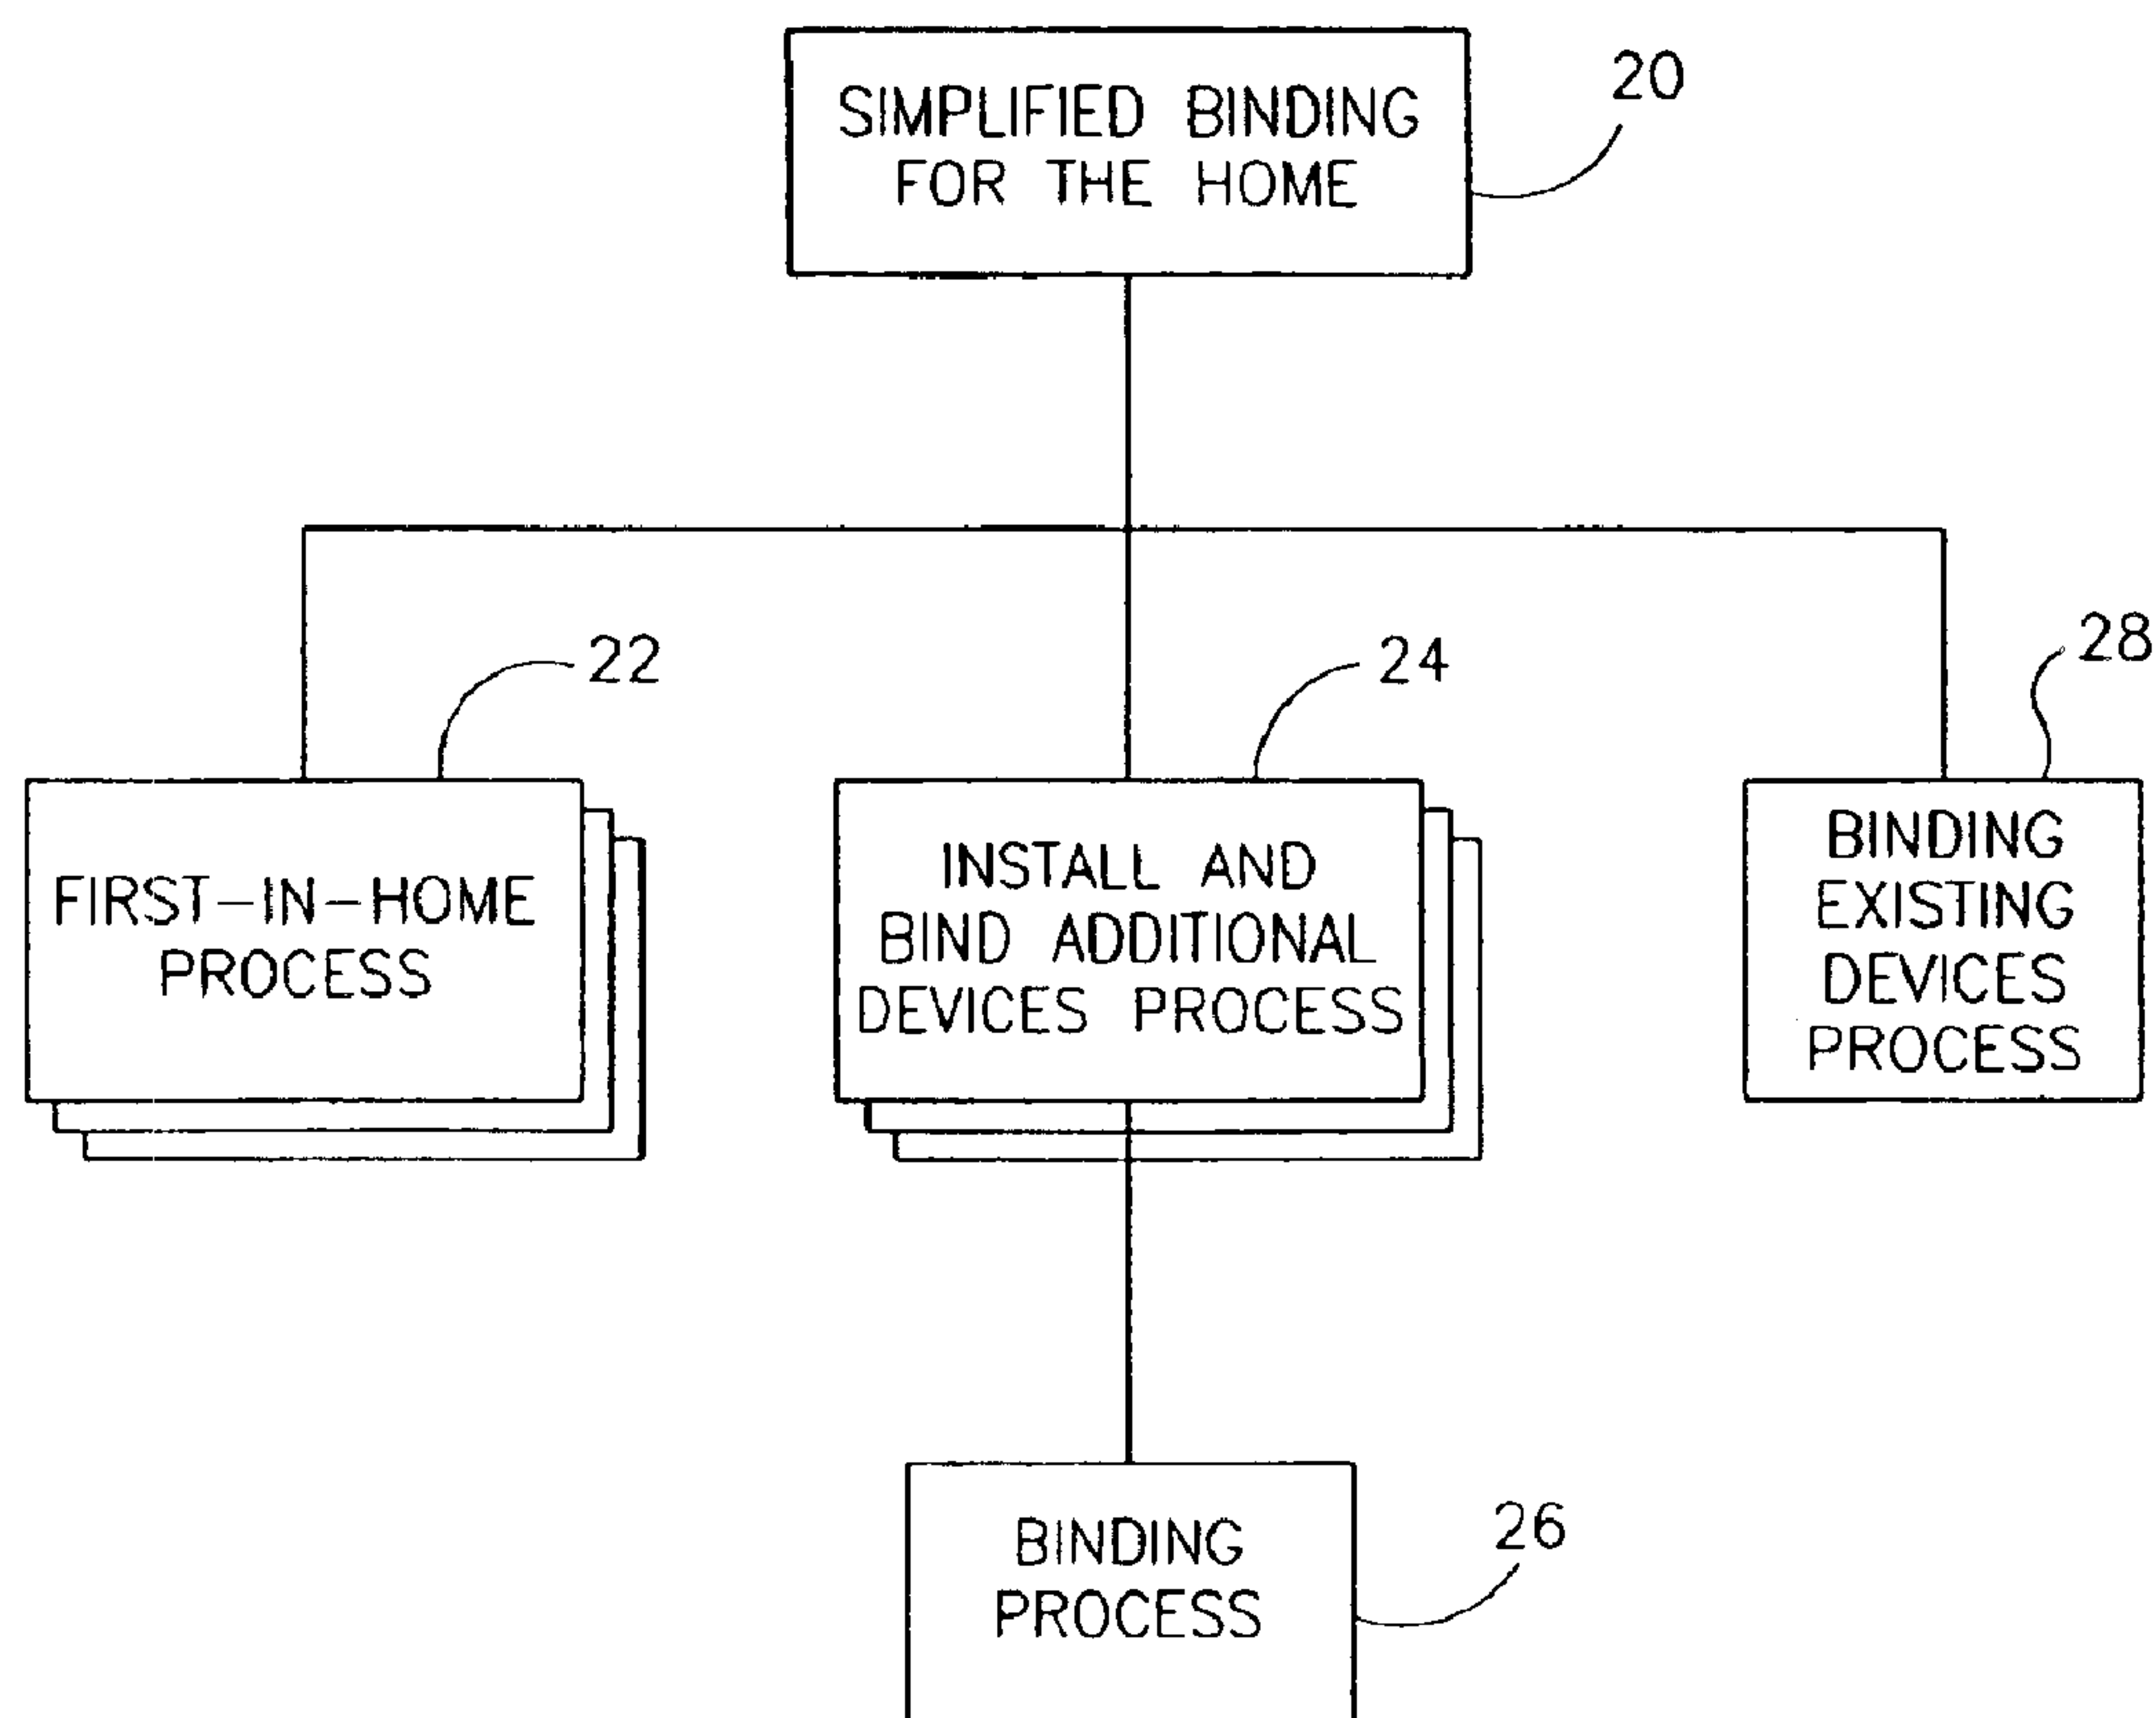 SIMPLIFIED BINDING
FOR THE HOME
20
22
24
28
FIRST-IN-HOME
PROCESS
INSTALL AND
BIND ADDITIONAL
DEVICES PROCESS
BINDING
EXISTING
DEVICES
PROCESS
BINDING
PROCESS
26